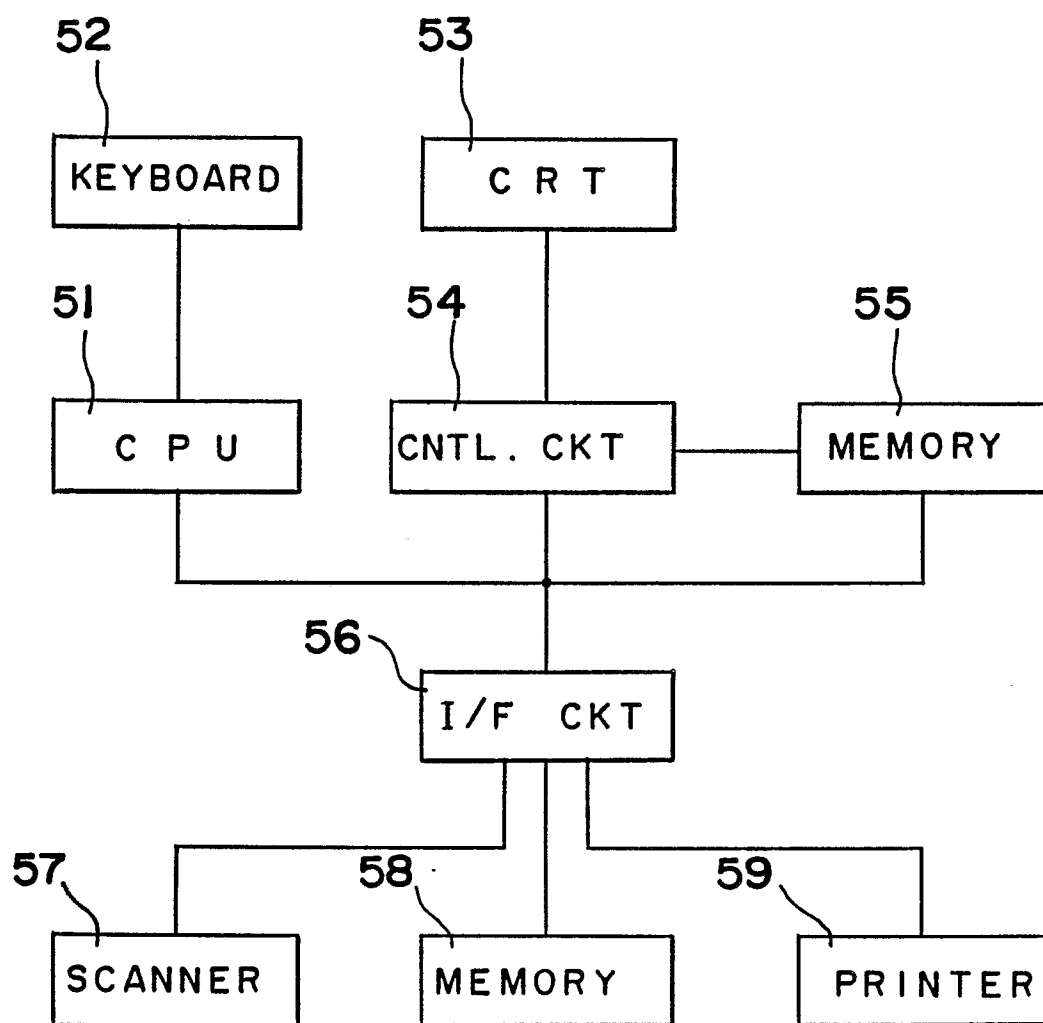 52
53
KEYBOARD
C R T
51
54
55
C P U
CNTL. CKT
MEMORY
56
I/F CKT
57
58
59
SCANNER
MEMORY
PRINTER